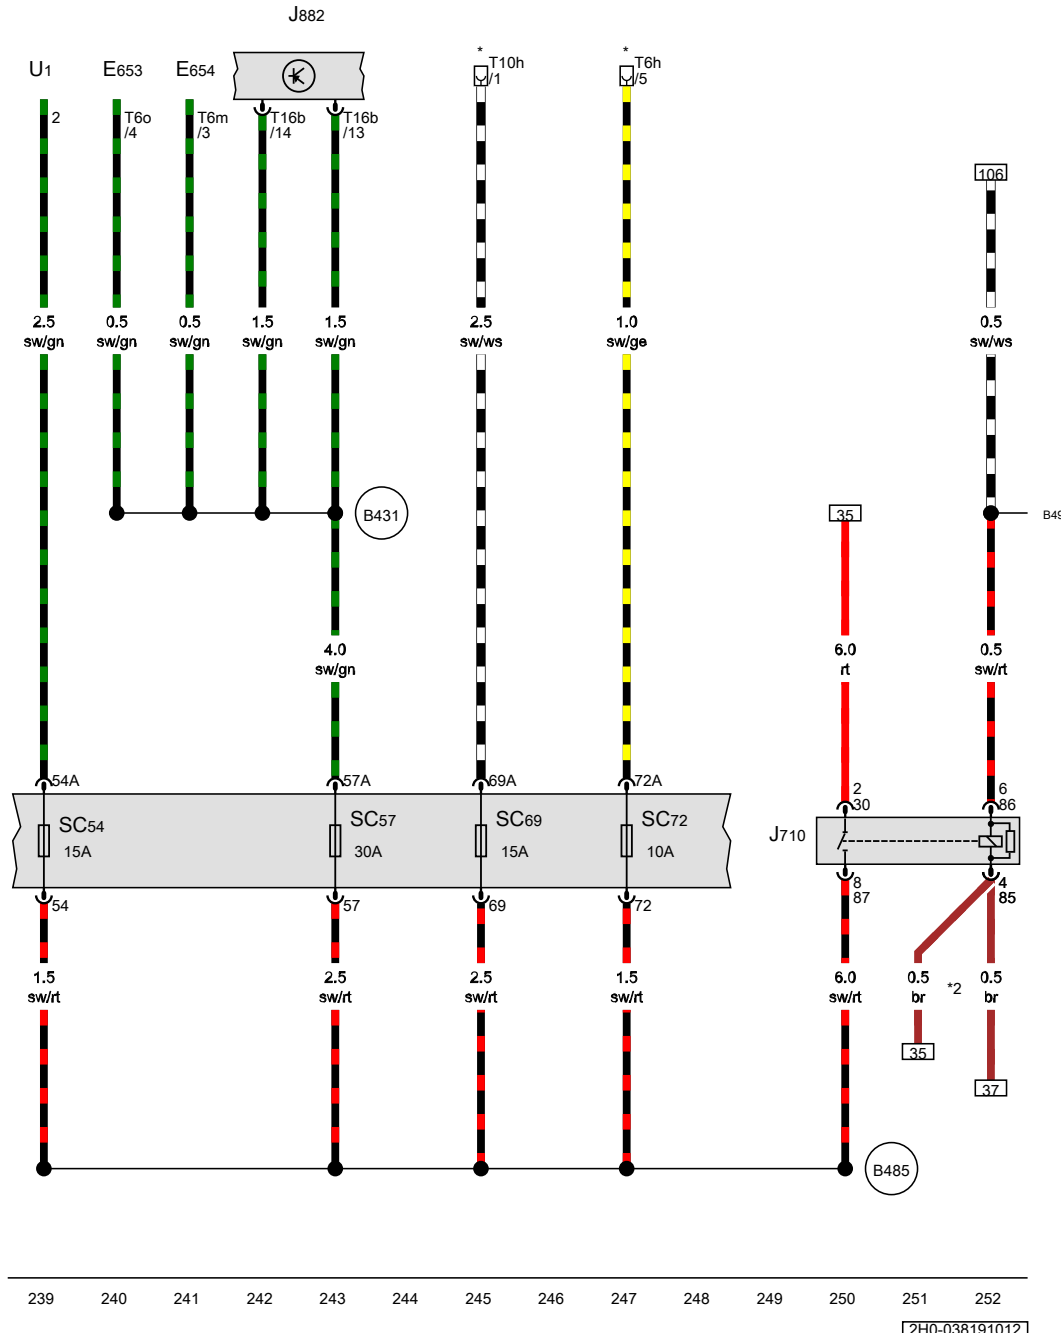 J882
U1
E653
E654
*
T10h
/1
*
T6h
/5
2
T6o
/4
T6m
/3
T16b
/14
T16b
/13
106
2.5
sw/gn
0.5
sw/gn
0.5
sw/gn
1.5
sw/gn
1.5
sw/gn
2.5
sw/ws
1.0
sw/ge
0.5
sw/ws
B431
35
B49
4.0
sw/gn
6.0
rt
0.5
sw/rt
54A
57A
69A
72A
2
30
6
86
SC54
15A
SC57
30A
SC69
15A
SC72
10A
J710
54
57
69
72
8
87
4
85
1.5
sw/rt
2.5
sw/rt
2.5
sw/rt
1.5
sw/rt
6.0
sw/rt
0.5
br
*2
0.5
br
35
37
B485
239 240 241 242 243 244 245 246 247 248 249 250 251 252
2H0-038191012